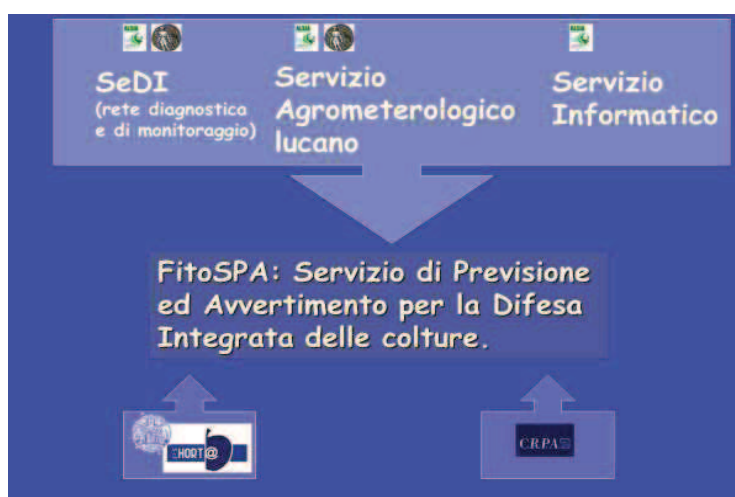 SeDI
(rete diagnostica
e di monitoraggio)
Servizio
Agrometerologico
lucano
Servizio
Informatico
FitoSPA: Servizio di Previsione
ed Avvertimento per la Difesa
Integrata delle colture.
HORT@
CRPA